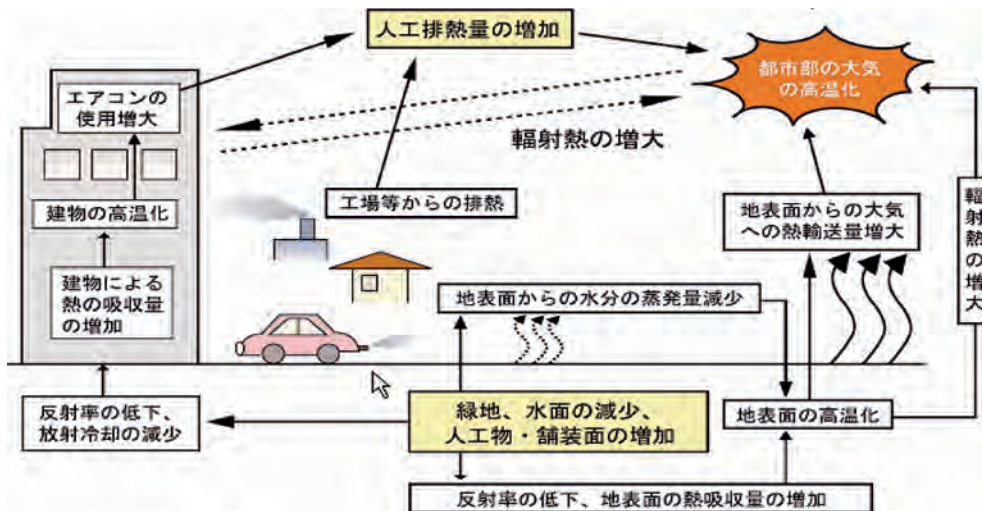 人工排熱量の増加
都市部の大気
の高温化
エアコンの
使用増大
輻射熱の増大
建物の高温化
工場等からの排熱
地表面からの大気
への熱輸送量増大
輻射熱の増大
建物による
熱の吸収量
の増加
地表面からの水分の蒸発量減少
反射率の低下、
放射冷却の減少
緑地、水面の減少、
人工物・舗装面の増加
地表面の高温化
反射率の低下、地表面の熱吸収量の増加